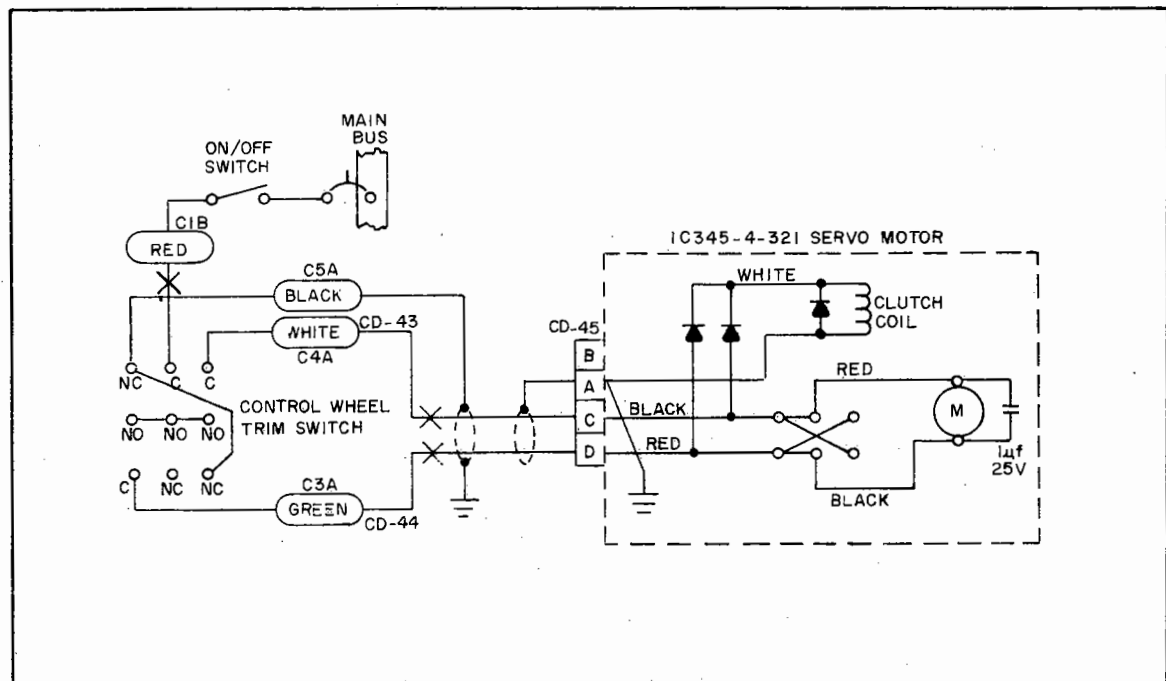 MAIN
BUS
ON/OFF
SWITCH
C1B
RED
1C345-4-321 SERVO MOTOR
C5A
BLACK
WHITE
CD-43
C4A
WHITE
CLUTCH
COIL
CD-45
B
A
C
D
NC
C
C
CONTROL WHEEL
TRIM SWITCH
NO
NO
NO
C
NC
NC
C3A
GREEN
CD-44
BLACK
RED
RED
M
BLACK
1µf
25V